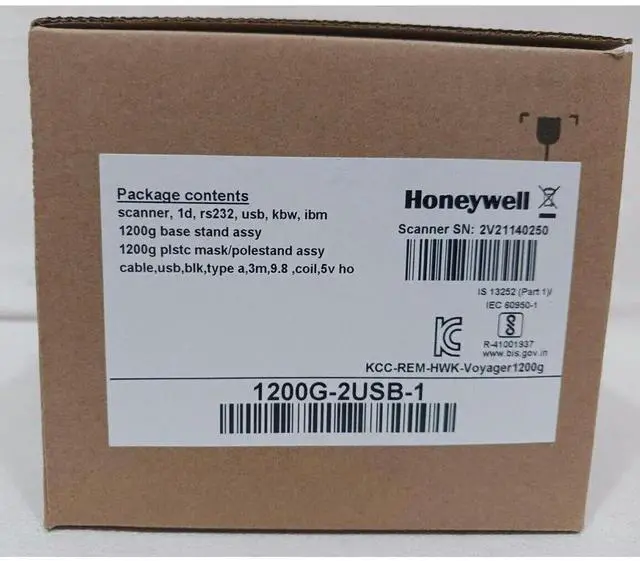 Package contents
scanner, 1d, rs232, usb, kbw, ibm
1200g base stand assy
1200g plstc mask/polestand assy
cable,usb,blk,type a,3m,9.8 ,coil,5v ho
Honeywell
Scanner SN: 2V21140250
IS 13252 (Part 1)/
IEC 60950-1
R-41001937
www.bis.gov.in
KCC-REM-HWK-Voyager1200g
1200G-2USB-1